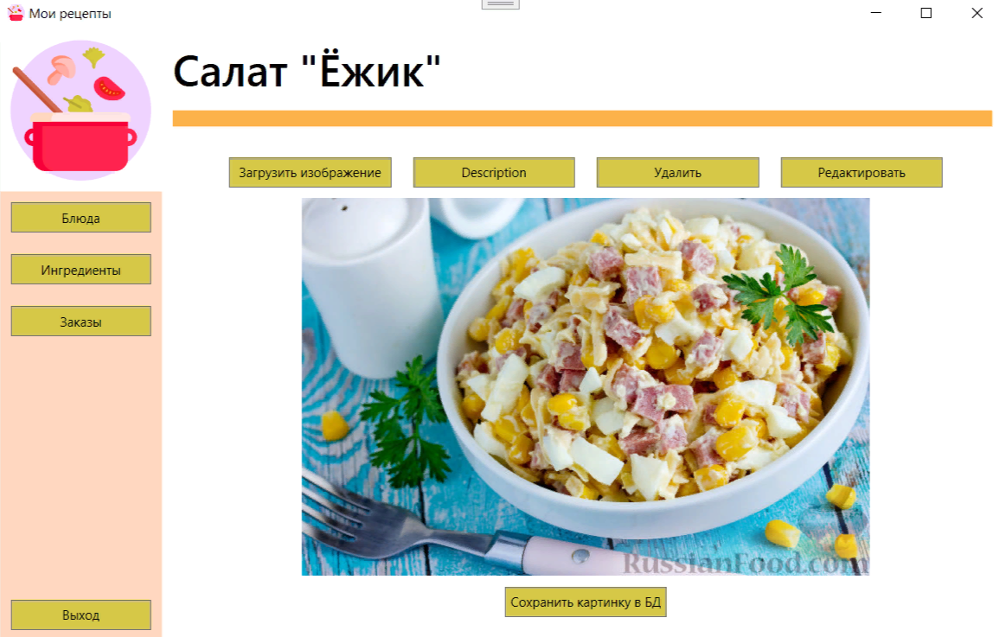 Мои рецепты
Салат "Ёжик"
Загрузить изображение
Description
Удалить
Редактировать
Блюда
Ингредиенты
Заказы
Выход
RussianFood.com
Сохранить картинку в БД